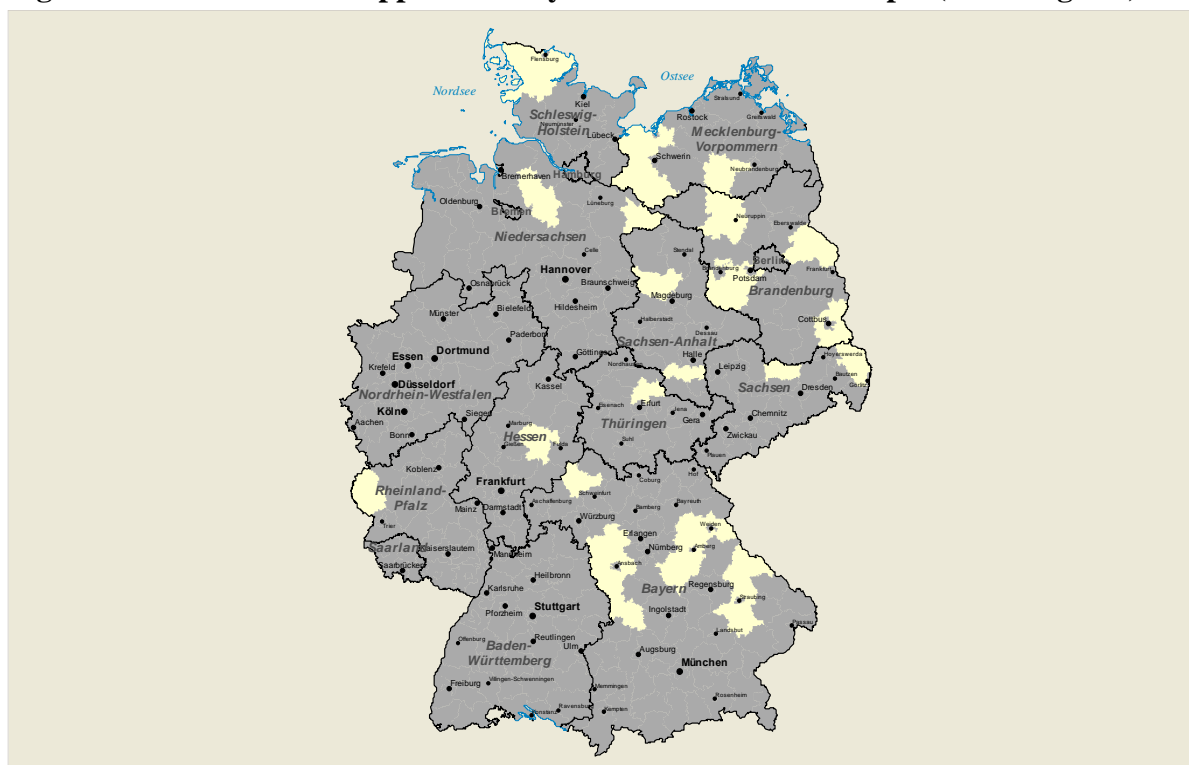 Flensburg
Ostsee
Nordsee
Stralsund
Kiel
Schleswig-
Holstein
Neumünster
Rostock
Greifswald
Mecklenburg-
Vorpommern
Lübeck
Schwerin
Neubrandenburg
Bremerhaven
Hamburg
Oldenburg
Lüneburg
Bremen
Neuruppin
Eberswalde
Niedersachsen
Celle
Stendal
Berlin
Hannover
Brandenburg
Potsdam
Frankfurt
Osnabrück
Braunschweig
Magdeburg
Brandenburg
Hildesheim
Münster
Bielefeld
Halberstadt
Cottbus
Dessau
Paderborn
Sachsen-Anhalt
Göttingen
Nordhausen
Halle
Hoyerswerda
Essen
Dortmund
Krefeld
Leipzig
Bautzen
Görlitz
Düsseldorf
Kassel
Sachsen
Dresden
Nordrhein-Westfalen
Köln
Eisenach
Erfurt
Jena
Gera
Chemnitz
Aachen
Siegen
Marburg
Thüringen
Zwickau
Bonn
Hessen
Gießen
Fulda
Suhl
Plauen
Koblenz
Hof
Coburg
Frankfurt
Rheinland-
Pfalz
Schweinfurt
Mainz
Darmstadt
Aschaffenburg
Bamberg
Bayreuth
Trier
Würzburg
Weiden
Erlangen
Saarland
Kaiserslautern
Mannheim
Nürnberg
Amberg
Saarbrücken
Ansbach
Heilbronn
Bayern
Regensburg
Karlsruhe
Straubing
Pforzheim
Stuttgart
Ingolstadt
Passau
Landshut
Offenburg
Reutlingen
Baden-
Württemberg
Ulm
Augsburg
München
Freiburg
Villingen-Schwenningen
Memmingen
Rosenheim
Ravensburg
Konstanz
Kempten